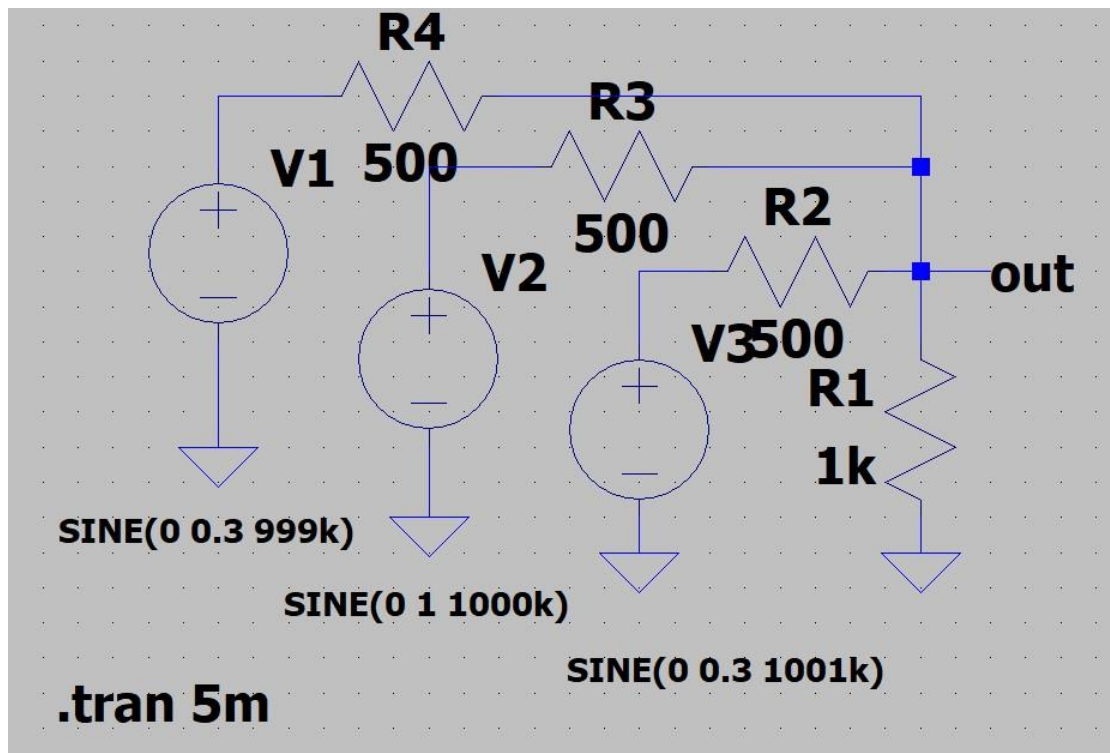 R4
500
V1
R3
500
V2
R2
500
V3
out
R1
1k
SINE(0 0.3 999k)
SINE(0 1 1000k)
SINE(0 0.3 1001k)
.tran 5m